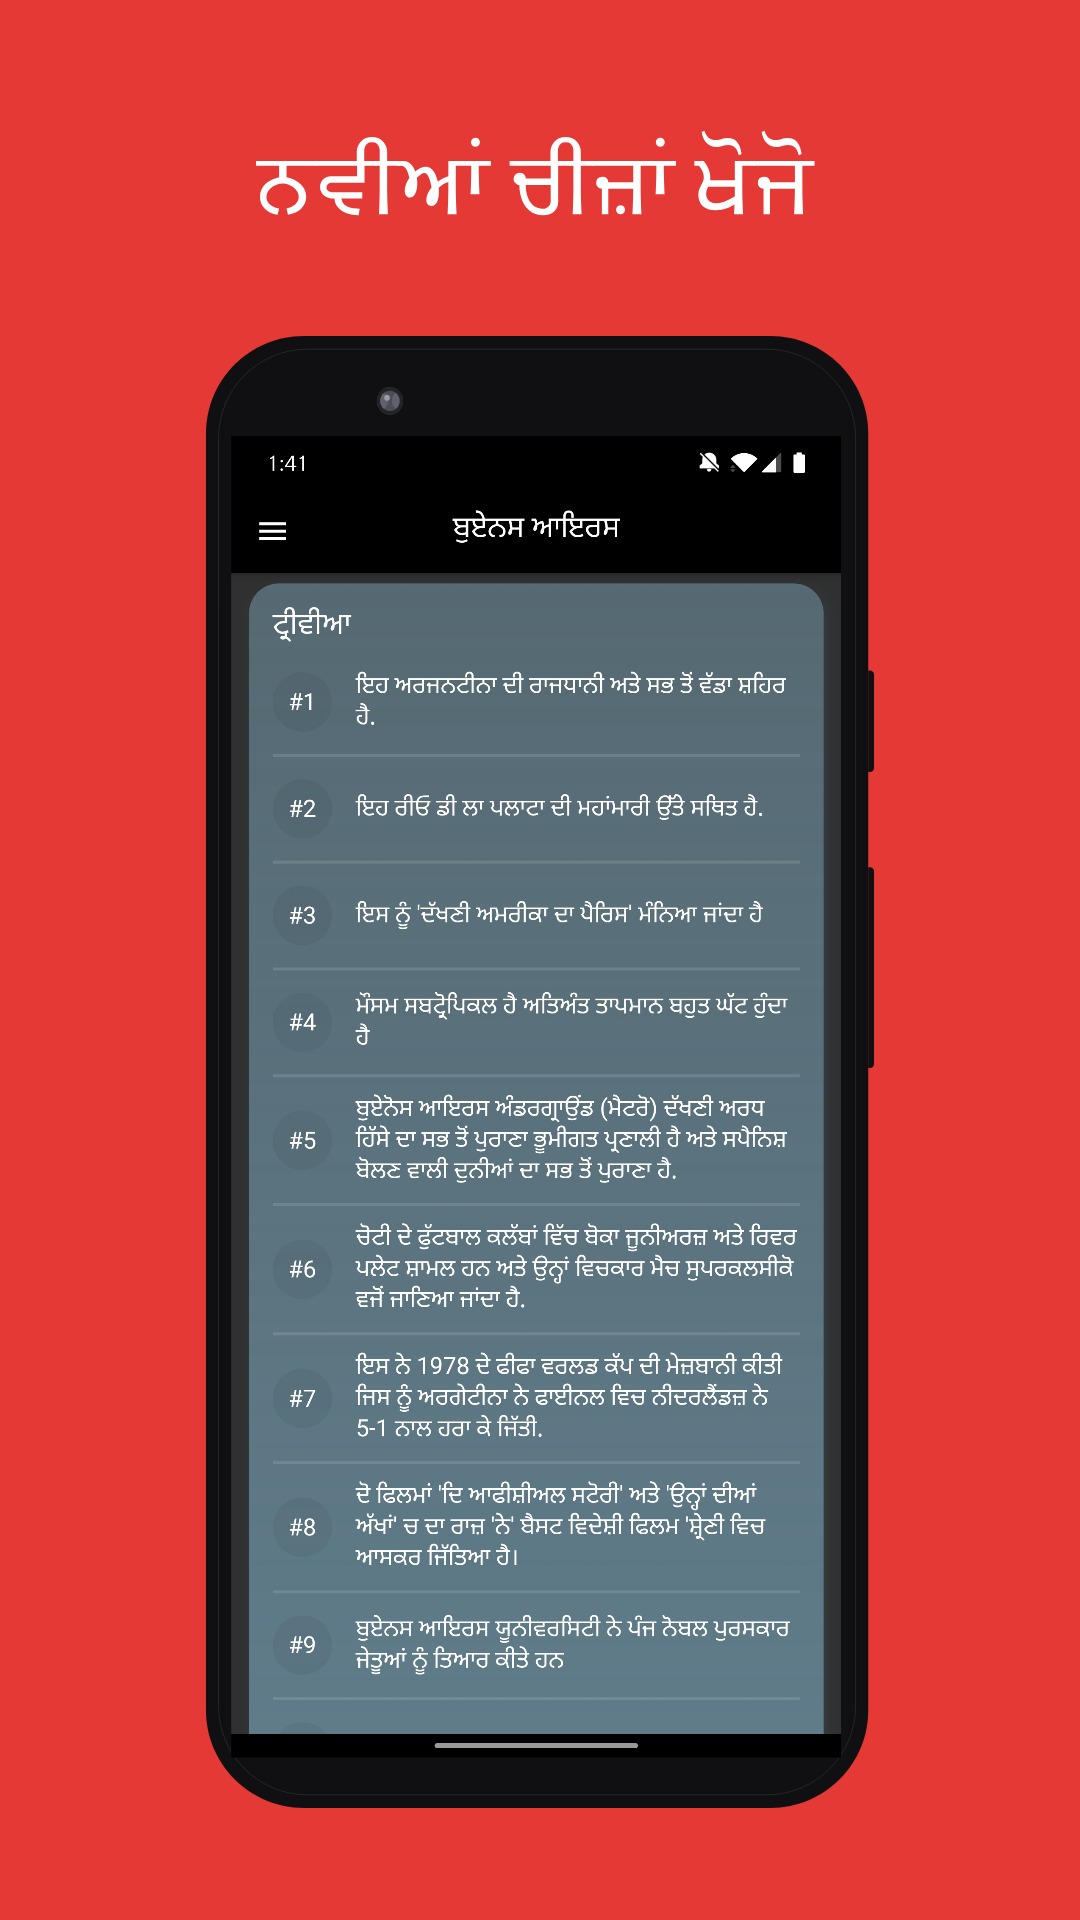 ਨਵੀਆਂ ਚੀਜ਼ਾਂ ਖੋਜੋ
1:41
ਬੁਏਨਸ ਆਇਰਸ
ਟ੍ਰੀਵੀਆ
#1
ਇਹ ਅਰਜਨਟੀਨਾ ਦੀ ਰਾਜਧਾਨੀ ਅਤੇ ਸਭ ਤੋਂ ਵੱਡਾ ਸ਼ਹਿਰ
ਹੈ.
#2
ਇਹ ਰੀਓ ਡੀ ਲਾ ਪਲਾਟਾ ਦੀ ਮਹਾਂਮਾਰੀ ਉੱਤੇ ਸਥਿਤ ਹੈ.
#3
ਇਸ ਨੂੰ 'ਦੱਖਣੀ ਅਮਰੀਕਾ ਦਾ ਪੈਰਿਸ' ਮੰਨਿਆ ਜਾਂਦਾ ਹੈ
#4
ਮੌਸਮ ਸਬਟ੍ਰੋਪਿਕਲ ਹੈ ਅਤਿਅੰਤ ਤਾਪਮਾਨ ਬਹੁਤ ਘੱਟ ਹੁੰਦਾ
ਹੈ
#5
ਬੁਏਨੋਸ ਆਇਰਸ ਅੰਡਰਗ੍ਰਾਉਂਡ (ਮੈਟਰੋ) ਦੱਖਣੀ ਅਰਧ
ਹਿੱਸੇ ਦਾ ਸਭ ਤੋਂ ਪੁਰਾਣਾ ਭੂਮੀਗਤ ਪ੍ਰਣਾਲੀ ਹੈ ਅਤੇ ਸਪੈਨਿਸ਼
ਬੋਲਣ ਵਾਲੀ ਦੁਨੀਆਂ ਦਾ ਸਭ ਤੋਂ ਪੁਰਾਣਾ ਹੈ.
#6
ਚੋਟੀ ਦੇ ਫੁੱਟਬਾਲ ਕਲੱਬਾਂ ਵਿੱਚ ਬੋਕਾ ਜੂਨੀਅਰਜ਼ ਅਤੇ ਰਿਵਰ
ਪਲੇਟ ਸ਼ਾਮਲ ਹਨ ਅਤੇ ਉਨ੍ਹਾਂ ਵਿਚਕਾਰ ਮੈਚ ਸੁਪਰਕਲਸੀਕੋ
ਵਜੋਂ ਜਾਣਿਆ ਜਾਂਦਾ ਹੈ.
#7
ਇਸ ਨੇ 1978 ਦੇ ਫੀਫਾ ਵਰਲਡ ਕੱਪ ਦੀ ਮੇਜ਼ਬਾਨੀ ਕੀਤੀ
ਜਿਸ ਨੂੰ ਅਰਗੇਟੀਨਾ ਨੇ ਫਾਈਨਲ ਵਿਚ ਨੀਦਰਲੈਂਡਜ਼ ਨੇ
5-1 ਨਾਲ ਹਰਾ ਕੇ ਜਿੱਤੀ.
#8
ਦੋ ਫਿਲਮਾਂ 'ਦਿ ਆਫੀਸ਼ੀਅਲ ਸਟੋਰੀ' ਅਤੇ 'ਉਨ੍ਹਾਂ ਦੀਆਂ
ਅੱਖਾਂ' ਚ ਦਾ ਰਾਜ਼ 'ਨੇ' ਬੈਸਟ ਵਿਦੇਸ਼ੀ ਫਿਲਮ 'ਸ਼੍ਰੇਣੀ ਵਿਚ
ਆਸਕਰ ਜਿੱਤਿਆ ਹੈ।
#9
ਬੁਏਨਸ ਆਇਰਸ ਯੂਨੀਵਰਸਿਟੀ ਨੇ ਪੰਜ ਨੋਬਲ ਪੁਰਸਕਾਰ
ਜੇਤੂਆਂ ਨੂੰ ਤਿਆਰ ਕੀਤੇ ਹਨ